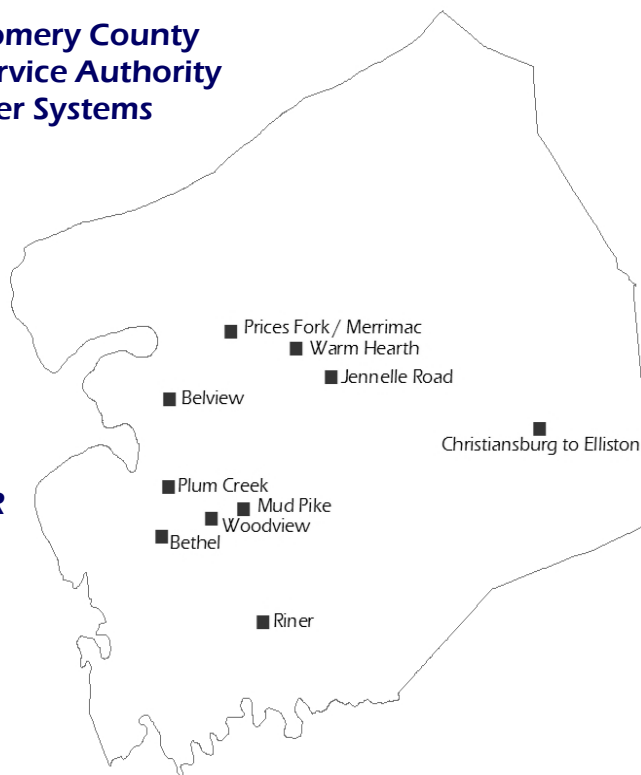 omery County
rvice Authority
er Systems
Prices Fork / Merrimac
Warm Hearth
Jennelle Road
Belview
Christiansburg to Elliston
Plum Creek
R
Mud Pike
Woodview
Bethel
Riner